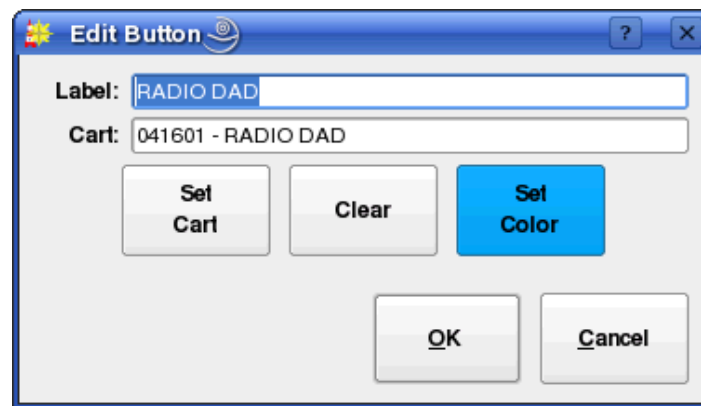 Edit Button
?
Label: RADIO DAD
Cart: 041601 - RADIO DAD
Set Cart
Clear
Set Color
OK
Cancel